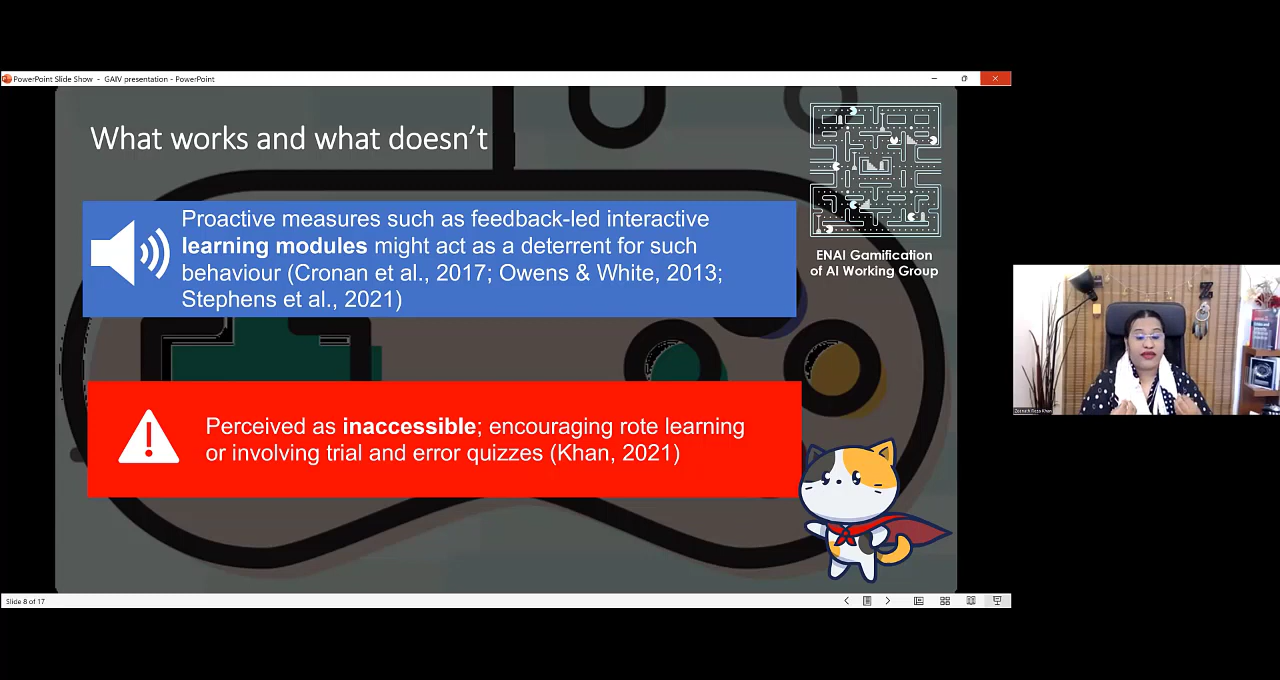 PowerPoint Slide Show - GAIV presentation - PowerPoint
What works and what doesn't
Proactive measures such as feedback-led interactive
learning modules might act as a deterrent for such
behaviour (Cronan et al., 2017; Owens & White, 2013;
Stephens et al., 2021)
ENAI Gamification
of AI Working Group
Perceived as inaccessible; encouraging rote learning
or involving trial and error quizzes (Khan, 2021)
Zeenath Reza Khan
Slide 8 of 17